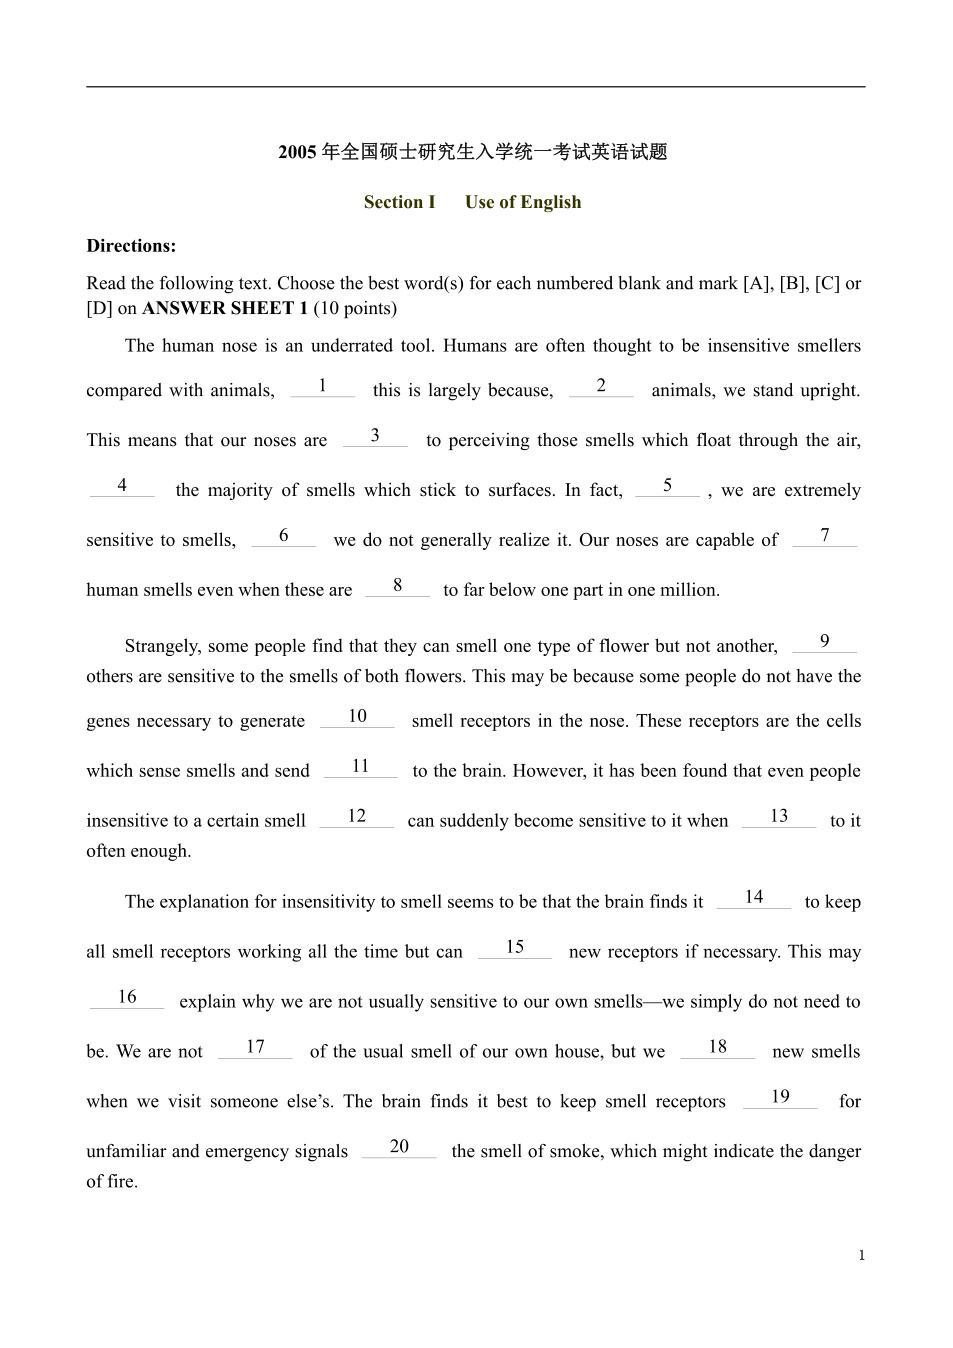 2005 年全国硕士研究生入学统一考试英语试题
Section I Use of English
Directions:
Read the following text. Choose the best word(s) for each numbered blank and mark [A], [B], [C] or
[D] on ANSWER SHEET 1 (10 points)
The human nose is an underrated tool. Humans are often thought to be insensitive smellers
compared with animals, 1 this is largely because, 2 animals, we stand upright.
This means that our noses are 3 to perceiving those smells which float through the air,
4 the majority of smells which stick to surfaces. In fact, 5 , we are extremely
sensitive to smells, 6 we do not generally realize it. Our noses are capable of 7
human smells even when these are 8 to far below one part in one million.
Strangely, some people find that they can smell one type of flower but not another, 9
others are sensitive to the smells of both flowers. This may be because some people do not have the
genes necessary to generate 10 smell receptors in the nose. These receptors are the cells
which sense smells and send 11 to the brain. However, it has been found that even people
insensitive to a certain smell 12 can suddenly become sensitive to it when 13 to it
often enough.
The explanation for insensitivity to smell seems to be that the brain finds it 14 to keep
all smell receptors working all the time but can 15 new receptors if necessary. This may
16 explain why we are not usually sensitive to our own smells—we simply do not need to
be. We are not 17 of the usual smell of our own house, but we 18 new smells
when we visit someone else’s. The brain finds it best to keep smell receptors 19 for
unfamiliar and emergency signals 20 the smell of smoke, which might indicate the danger
of fire.
1